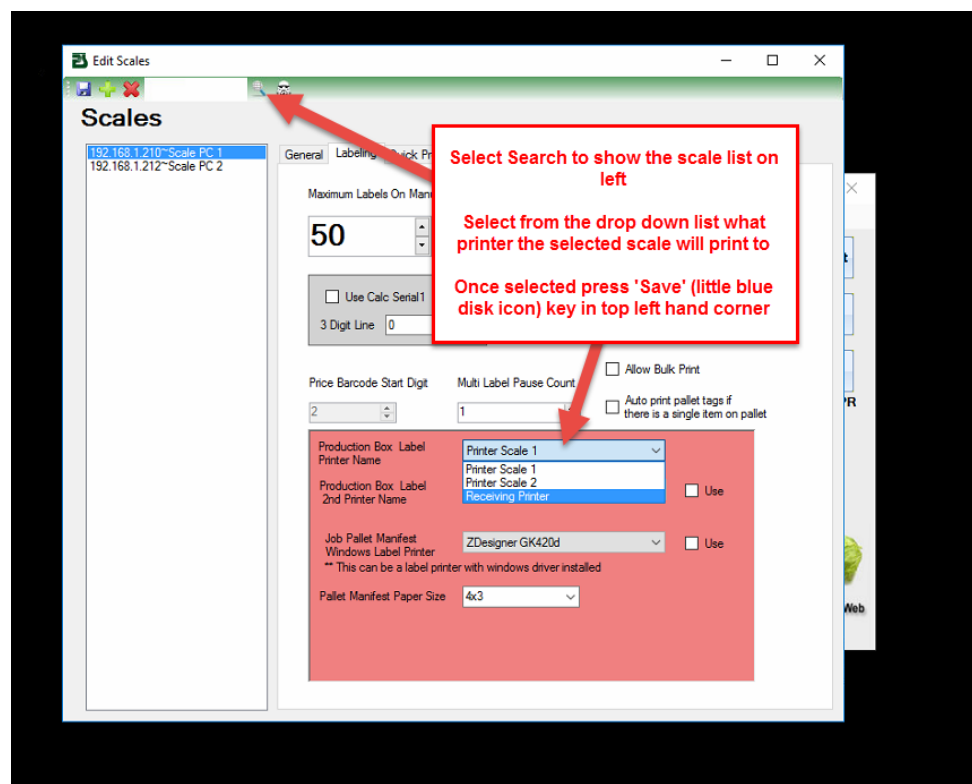 Edit Scales
Scales
192.168.1.210~Scale PC 1
192.168.1.212~Scale PC 2
General Labeling Quick Pr
Select Search to show the scale list on
left
Select from the drop down list what
printer the selected scale will print to
Once selected press 'Save' (little blue
disk icon) key in top left hand corner
Maximum Labels On Manu
50
Use Calc Serial1
3 Digit Line 0
Allow Bulk Print
Price Barcode Start Digit Multi Label Pause Count
Auto print pallet tags if
there is a single item on pallet
2 1
PR
Production Box Label
Printer Name
Printer Scale 1
Printer Scale 1
Printer Scale 2
Receiving Printer
Production Box Label
2nd Printer Name
Use
Job Pallet Manifest
Windows Label Printer
ZDesigner GK420d
Use
** This can be a label printer with windows driver installed
Pallet Manifest Paper Size 4x3
Web